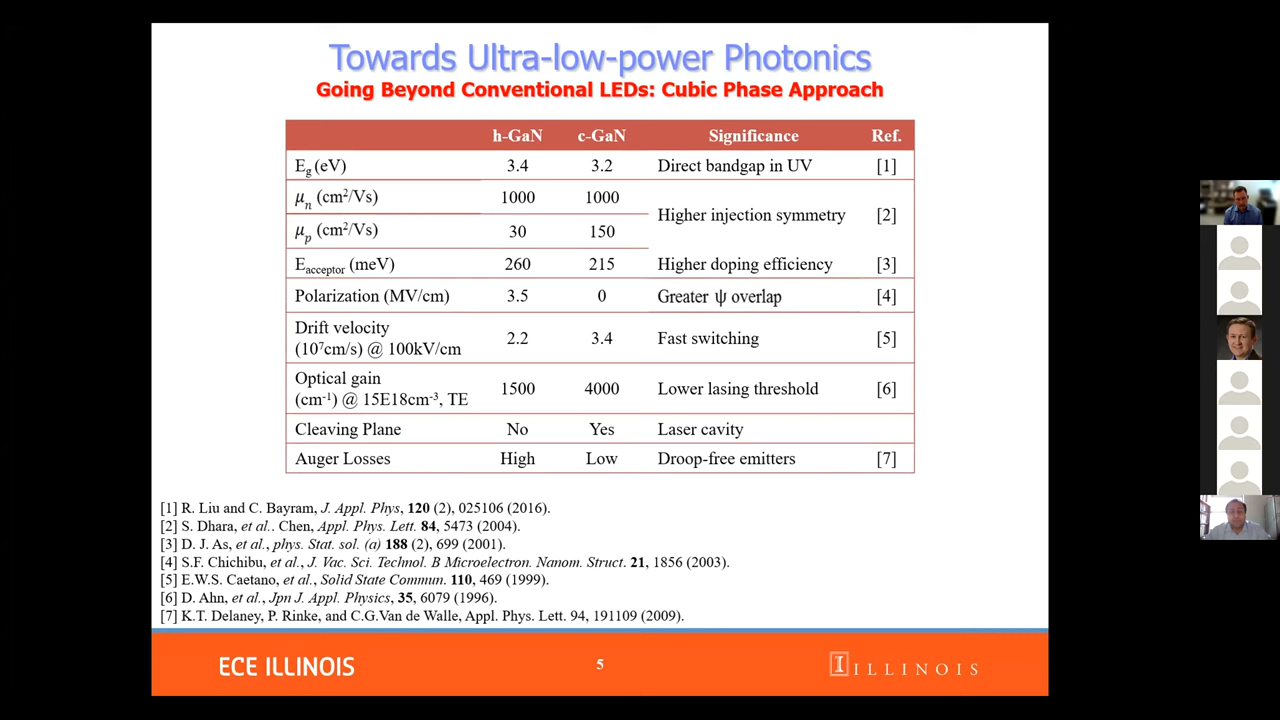 Towards Ultra-low-power Photonics
Going Beyond Conventional LEDs: Cubic Phase Approach
h-GaN c-GaN Significance Ref.
Eg (eV) 3.4 3.2 Direct bandgap in UV [1]
μn (cm²/Vs) 1000 1000
Higher injection symmetry [2]
μp (cm²/Vs) 30 150
Eacceptor (meV) 260 215 Higher doping efficiency [3]
Polarization (MV/cm) 3.5 0 Greater ψ overlap [4]
Drift velocity
(10⁷cm/s) @ 100kV/cm 2.2 3.4 Fast switching [5]
Optical gain
(cm⁻¹) @ 15E18cm⁻³, TE 1500 4000 Lower lasing threshold [6]
Cleaving Plane No Yes Laser cavity
Auger Losses High Low Droop-free emitters [7]
[1] R. Liu and C. Bayram, J. Appl. Phys, 120 (2), 025106 (2016).
[2] S. Dhara, et al.. Chen, Appl. Phys. Lett. 84, 5473 (2004).
[3] D. J. As, et al., phys. Stat. sol. (a) 188 (2), 699 (2001).
[4] S.F. Chichibu, et al., J. Vac. Sci. Technol. B Microelectron. Nanom. Struct. 21, 1856 (2003).
[5] E.W.S. Caetano, et al., Solid State Commun. 110, 469 (1999).
[6] D. Ahn, et al., Jpn J. Appl. Physics, 35, 6079 (1996).
[7] K.T. Delaney, P. Rinke, and C.G.Van de Walle, Appl. Phys. Lett. 94, 191109 (2009).
ECE ILLINOIS 5 I ILLINOIS